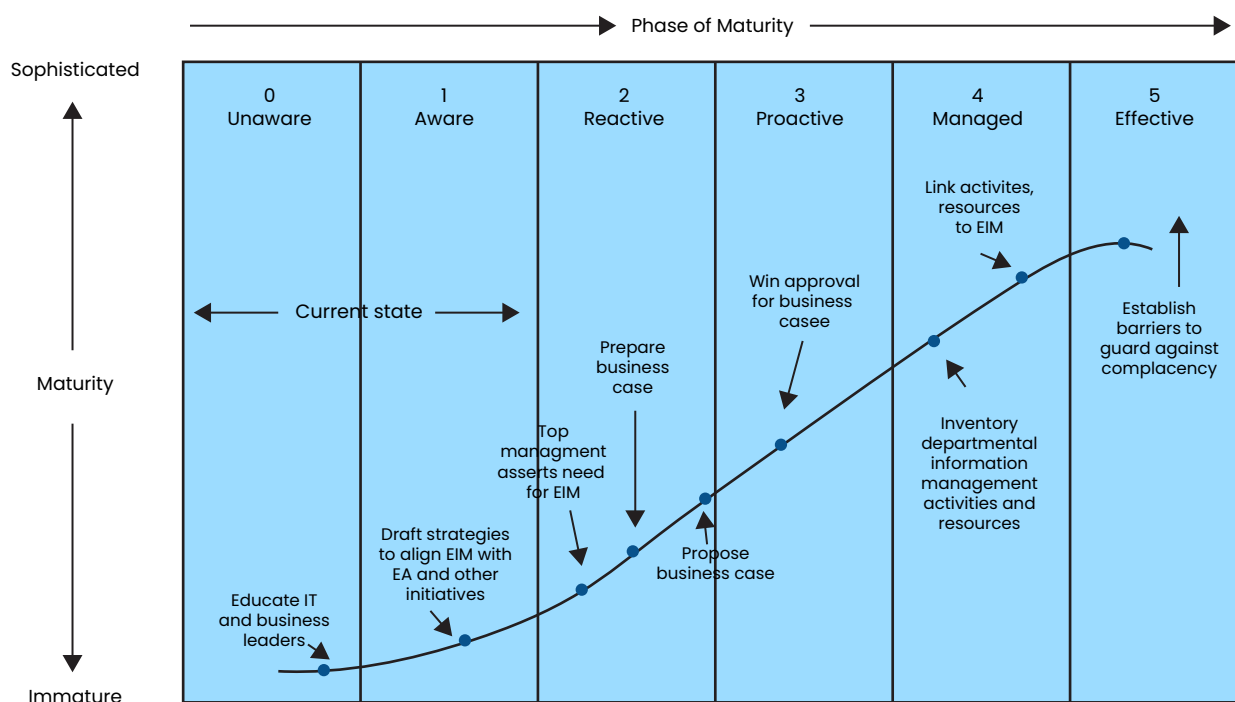 Phase of Maturity
Sophisticated
0
Unaware
1
Aware
2
Reactive
3
Proactive
4
Managed
5
Effective
Link activites,
resources
to EIM
Win approval
for business
casee
Current state
Establish
barriers to
guard against
complacency
Prepare
business
case
Maturity
Top
managment
asserts need
for EIM
Inventory
departmental
information
management
activities and
resources
Draft strategies
to align EIM with
EA and other
initiatives
Propose
business case
Educate IT
and business
leaders
Immature